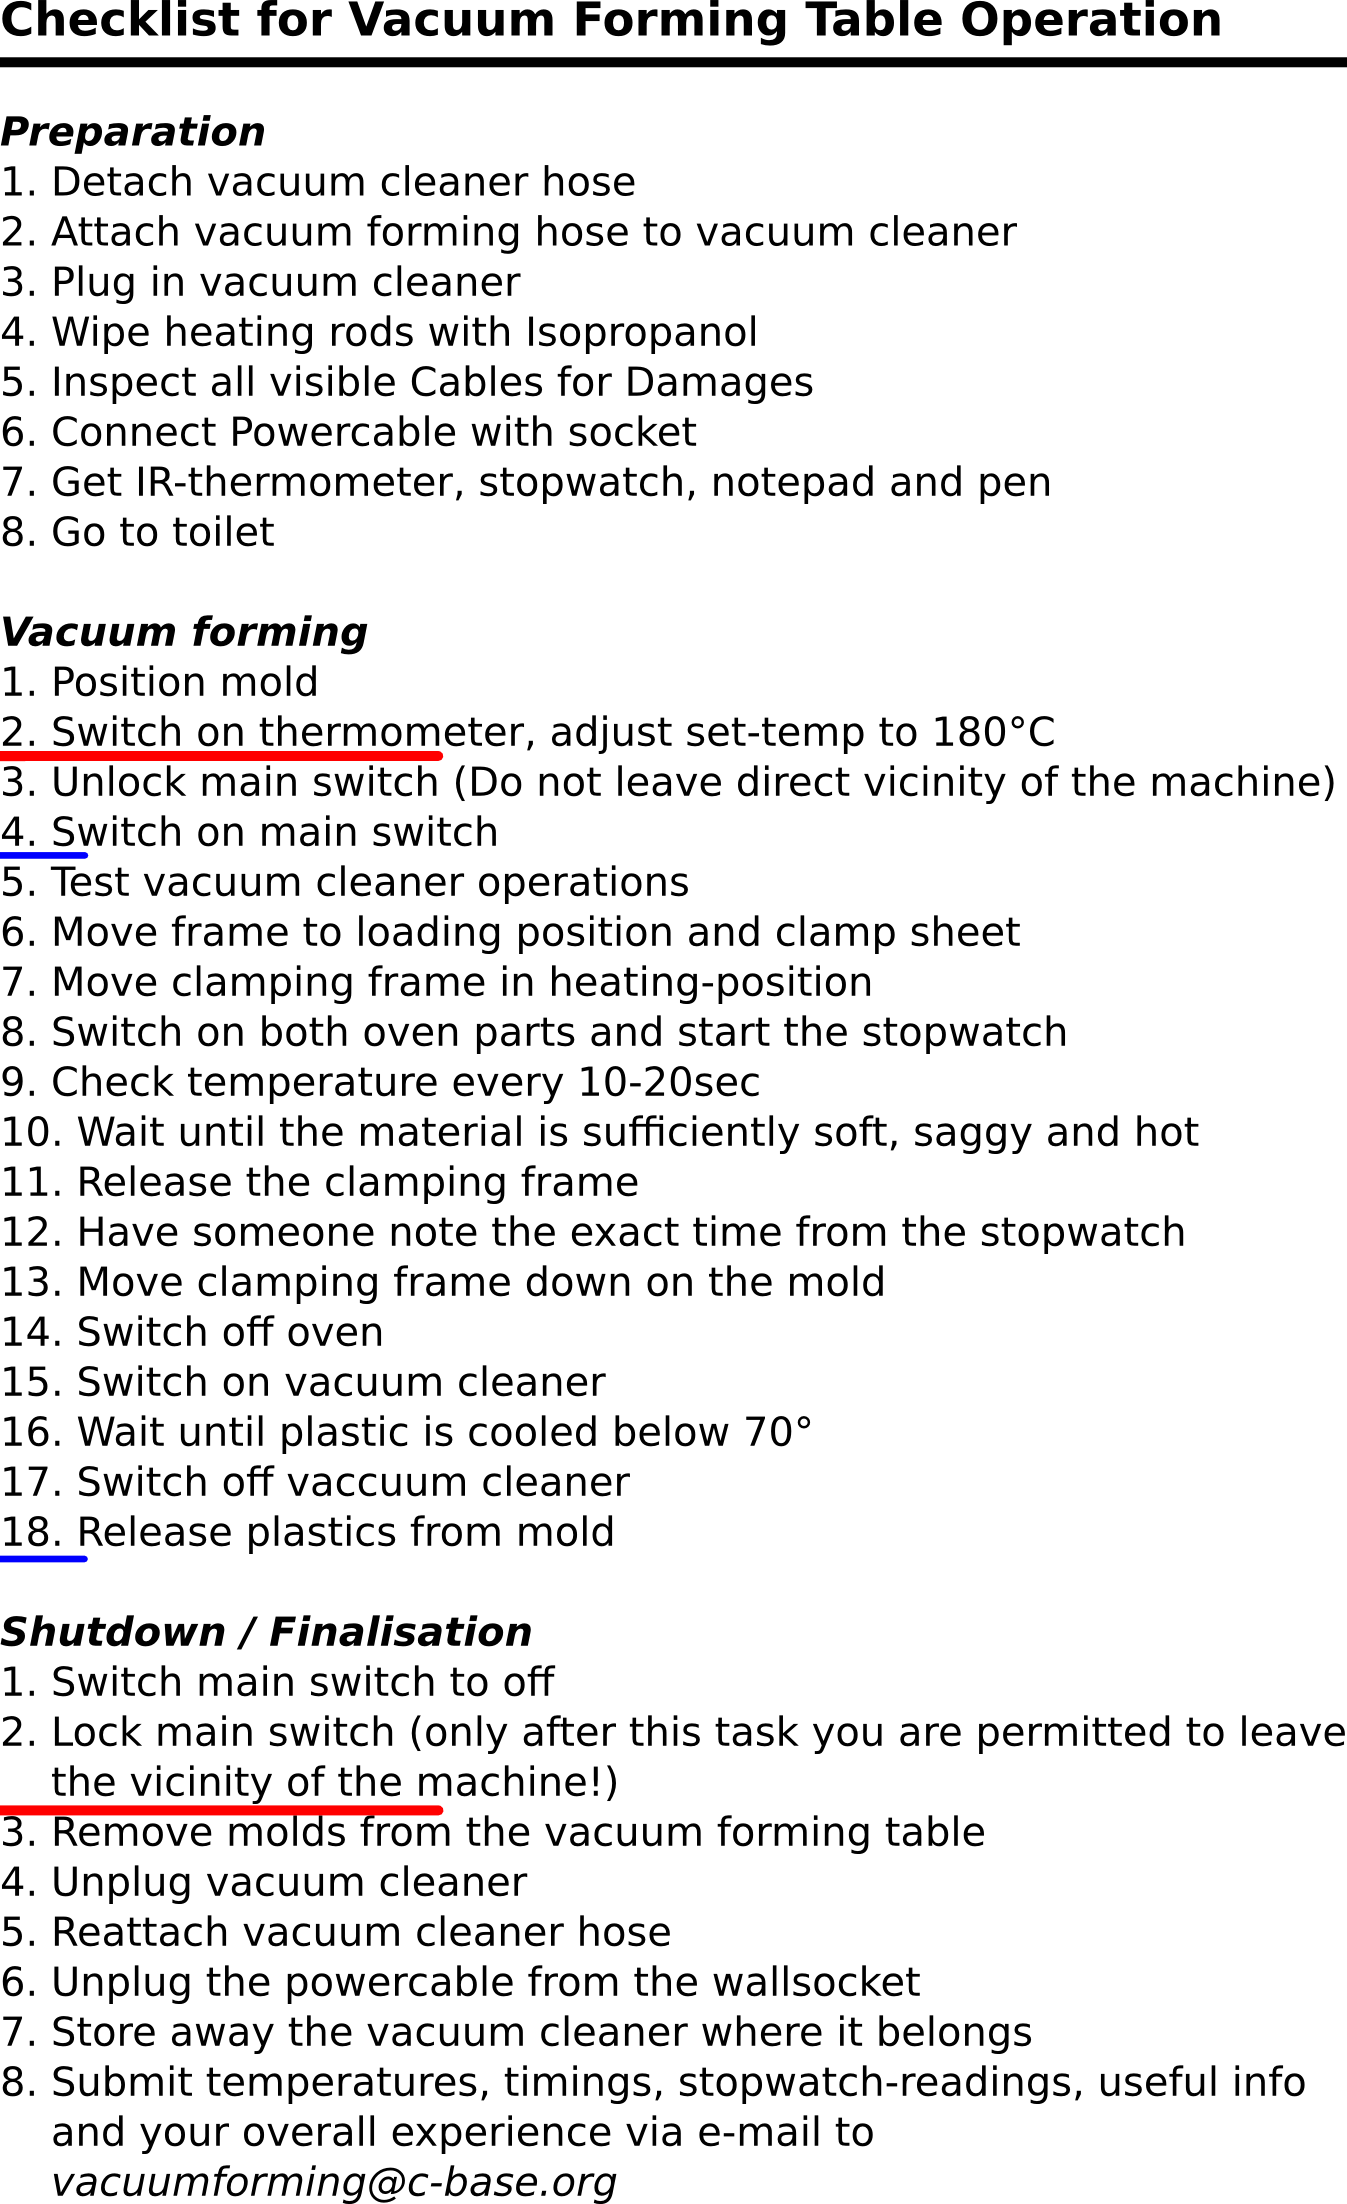 Checklist for Vacuum Forming Table Operation
Preparation
1. Detach vacuum cleaner hose
2. Attach vacuum forming hose to vacuum cleaner
3. Plug in vacuum cleaner
4. Wipe heating rods with Isopropanol
5. Inspect all visible Cables for Damages
6. Connect Powercable with socket
7. Get IR-thermometer, stopwatch, notepad and pen
8. Go to toilet
Vacuum forming
1. Position mold
2. Switch on thermometer, adjust set-temp to 180°C
3. Unlock main switch (Do not leave direct vicinity of the machine)
4. Switch on main switch
5. Test vacuum cleaner operations
6. Move frame to loading position and clamp sheet
7. Move clamping frame in heating-position
8. Switch on both oven parts and start the stopwatch
9. Check temperature every 10-20sec
10. Wait until the material is sufficiently soft, saggy and hot
11. Release the clamping frame
12. Have someone note the exact time from the stopwatch
13. Move clamping frame down on the mold
14. Switch off oven
15. Switch on vacuum cleaner
16. Wait until plastic is cooled below 70°
17. Switch off vaccuum cleaner
18. Release plastics from mold
Shutdown / Finalisation
1. Switch main switch to off
2. Lock main switch (only after this task you are permitted to leave
the vicinity of the machine!)
3. Remove molds from the vacuum forming table
4. Unplug vacuum cleaner
5. Reattach vacuum cleaner hose
6. Unplug the powercable from the wallsocket
7. Store away the vacuum cleaner where it belongs
8. Submit temperatures, timings, stopwatch-readings, useful info
and your overall experience via e-mail to
vacuumforming@c-base.org